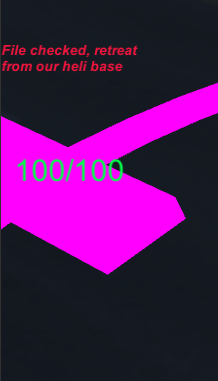 File checked, retreat
from our heli base
100/100